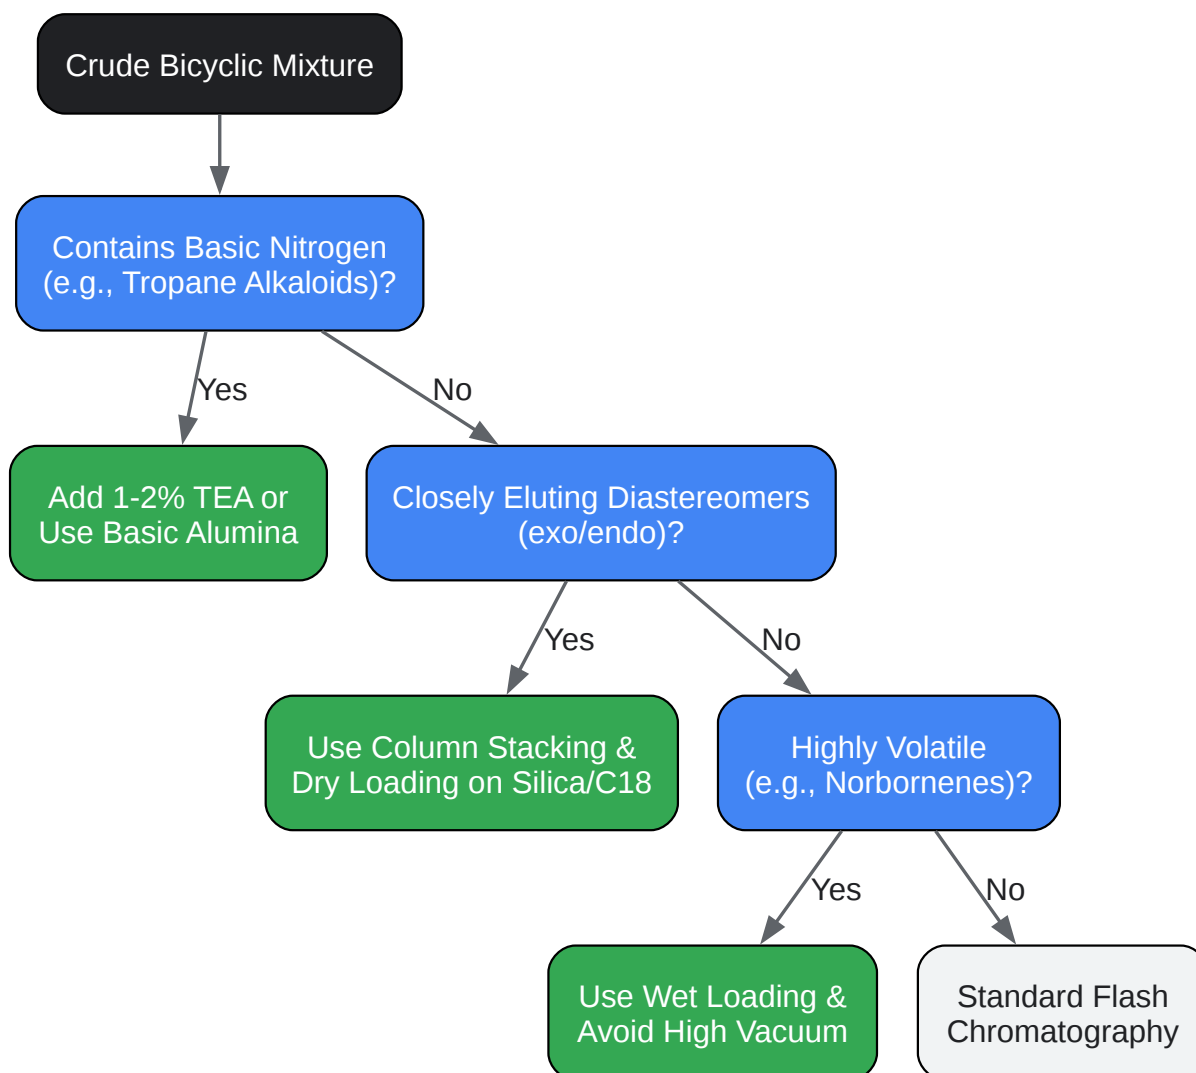 Crude Bicyclic Mixture
Contains Basic Nitrogen
(e.g., Tropane Alkaloids)?
Yes
No
Add 1-2% TEA or
Use Basic Alumina
Closely Eluting Diastereomers
(exo/endo)?
Yes
No
Use Column Stacking &
Dry Loading on Silica/C18
Highly Volatile
(e.g., Norbornenes)?
Yes
No
Use Wet Loading &
Avoid High Vacuum
Standard Flash
Chromatography